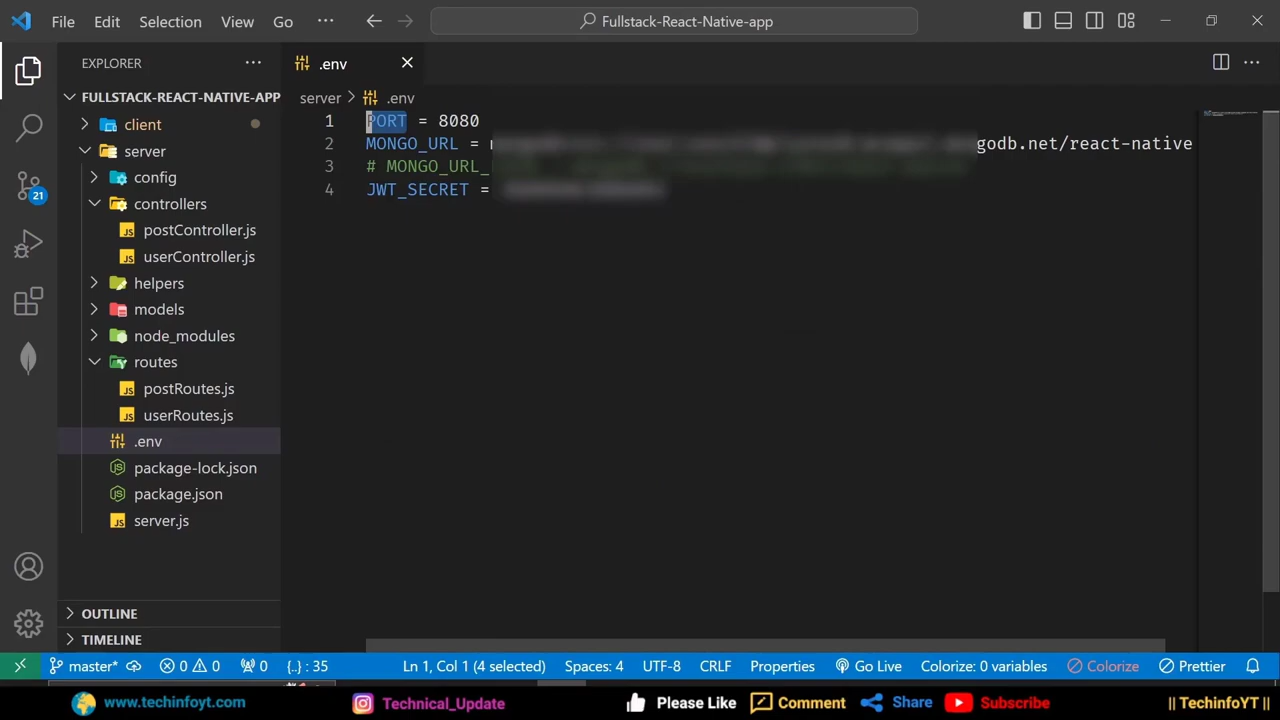 File Edit Selection View Go ··· Fullstack-React-Native-app
EXPLORER ···
.env
FULLSTACK-REACT-NATIVE-APP
server > .env
client
server
config
controllers
postController.js
userController.js
helpers
models
node_modules
routes
postRoutes.js
userRoutes.js
.env
package-lock.json
package.json
server.js
OUTLINE
TIMELINE
21
1 PORT = 8080
2 MONGO_URL = godb.net/react-native
3 # MONGO_URL_
4 JWT_SECRET =
master* 0 0 0 {..} : 35 Ln 1, Col 1 (4 selected) Spaces: 4 UTF-8 CRLF Properties Go Live Colorize: 0 variables Colorize Prettier
www.techinfoyt.com Technical_Update Please Like Comment Share Subscribe || TechinfoYT ||